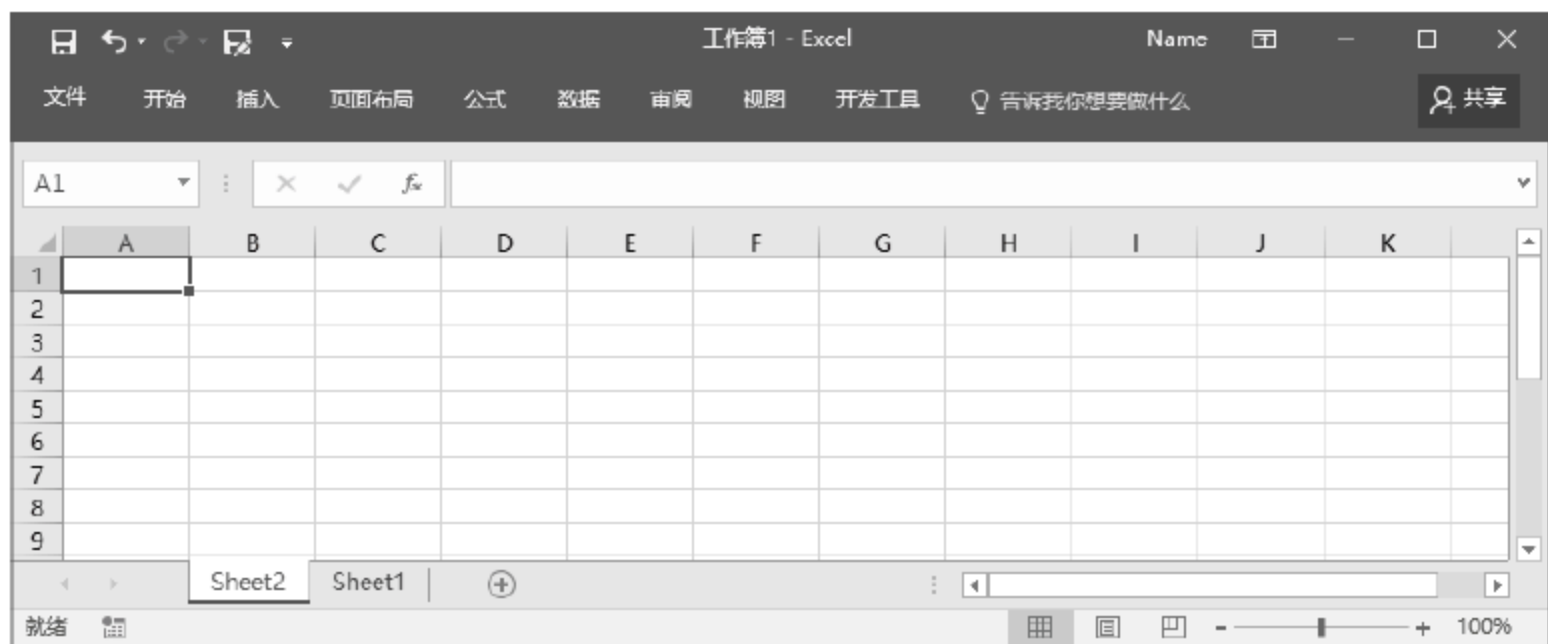 工作簿1 - Excel Name
文件 开始 插入 页面布局 公式 数据 审阅 视图 开发工具 告诉我你想要做什么 共享
A1 fx
A B C D E F G H I J K
1
2
3
4
5
6
7
8
9
Sheet2 Sheet1
就绪 100%